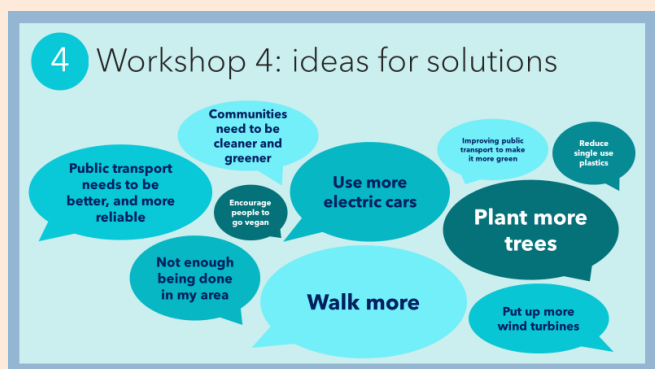 4 Workshop 4: ideas for solutions
Communities
need to be
cleaner and
greener
Public transport
needs to be
better, and more
reliable
Encourage
people to
go vegan
Use more
electric cars
Improving public
transport to make
it more green
Reduce
single use
plastics
Plant more
trees
Not enough
being done
in my area
Walk more
Put up more
wind turbines